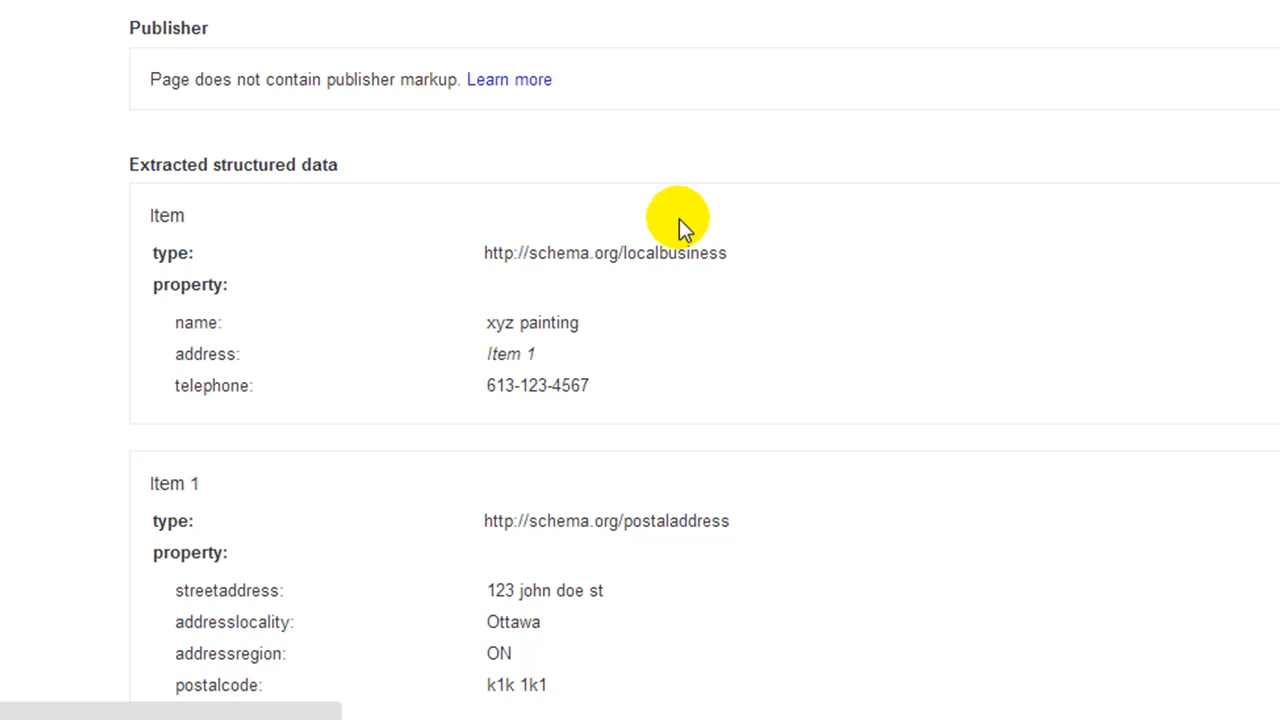 Publisher
Page does not contain publisher markup. Learn more
Extracted structured data
Item
type: http://schema.org/localbusiness
property:
name: xyz painting
address: Item 1
telephone: 613-123-4567
Item 1
type: http://schema.org/postaladdress
property:
streetaddress: 123 john doe st
addresslocality: Ottawa
addressregion: ON
postalcode: k1k 1k1